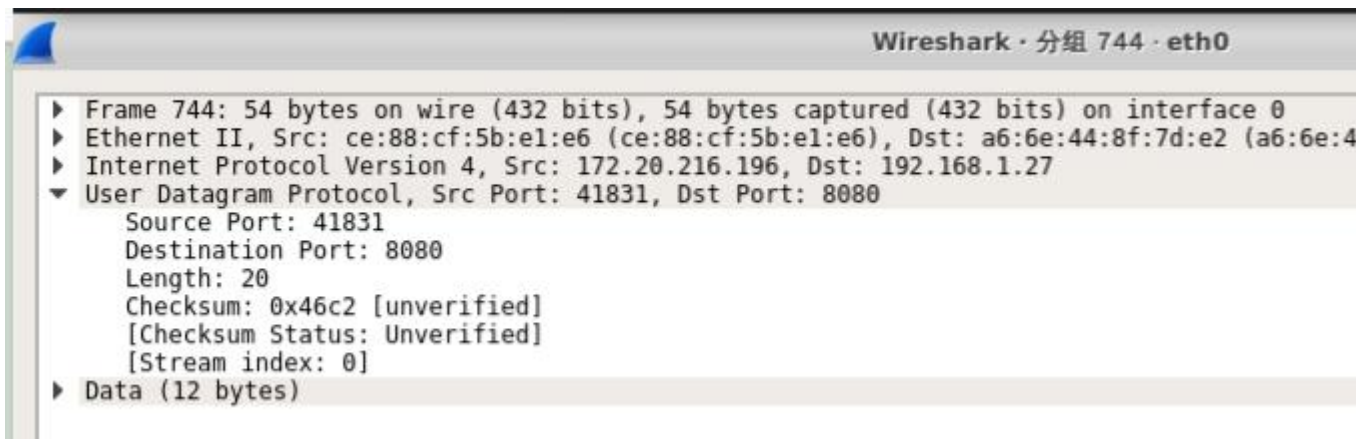 Wireshark · 分组 744 · eth0
Frame 744: 54 bytes on wire (432 bits), 54 bytes captured (432 bits) on interface 0
Ethernet II, Src: ce:88:cf:5b:e1:e6 (ce:88:cf:5b:e1:e6), Dst: a6:6e:44:8f:7d:e2 (a6:6e:4
Internet Protocol Version 4, Src: 172.20.216.196, Dst: 192.168.1.27
User Datagram Protocol, Src Port: 41831, Dst Port: 8080
Source Port: 41831
Destination Port: 8080
Length: 20
Checksum: 0x46c2 [unverified]
[Checksum Status: Unverified]
[Stream index: 0]
Data (12 bytes)